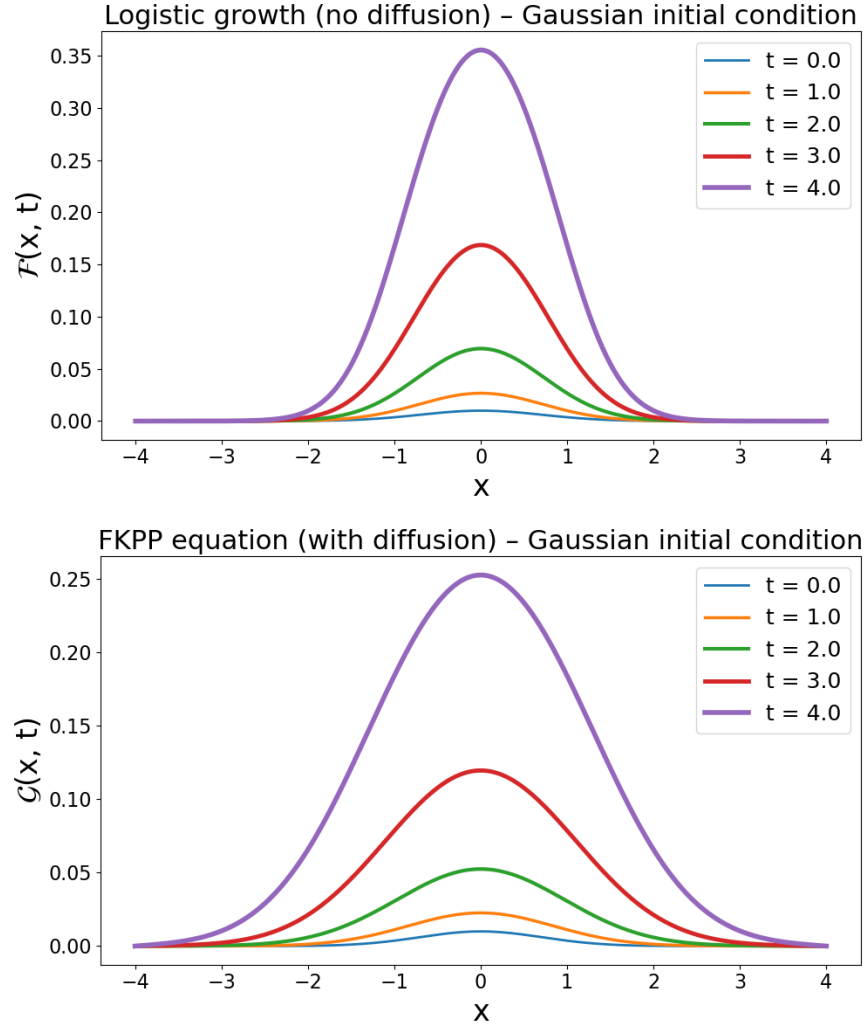 Logistic growth (no diffusion) – Gaussian initial condition
0.35
0.30
0.25
0.20
0.15
0.10
0.05
0.00
ℱ(x, t)
t = 0.0
t = 1.0
t = 2.0
t = 3.0
t = 4.0
−4 −3 −2 −1 0 1 2 3 4
x
FKPP equation (with diffusion) – Gaussian initial condition
0.25
0.20
0.15
0.10
0.05
0.00
𝒢(x, t)
t = 0.0
t = 1.0
t = 2.0
t = 3.0
t = 4.0
−4 −3 −2 −1 0 1 2 3 4
x